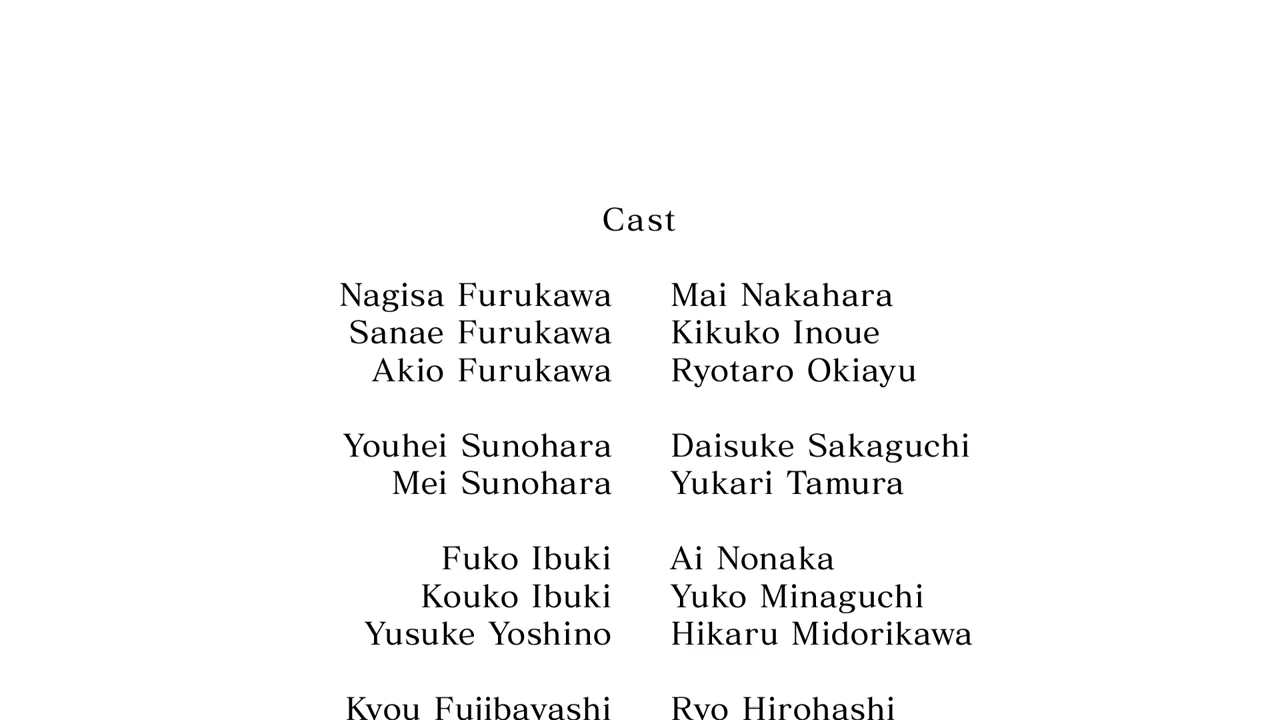 Cast
Nagisa Furukawa Mai Nakahara
Sanae Furukawa Kikuko Inoue
Akio Furukawa Ryotaro Okiayu
Youhei Sunohara Daisuke Sakaguchi
Mei Sunohara Yukari Tamura
Fuko Ibuki Ai Nonaka
Kouko Ibuki Yuko Minaguchi
Yusuke Yoshino Hikaru Midorikawa
Kyou Fujibayashi Ryo Hirohashi